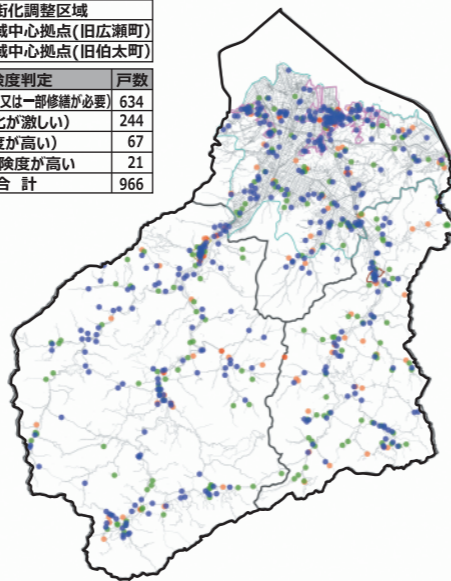 街化調整区域
域中心拠点(旧広瀬町)
域中心拠点(旧伯太町)
険度判定 戸数
又は一部修繕が必要) 634
化が激しい) 244
度が高い) 67
険度が高い 21
合 計 966